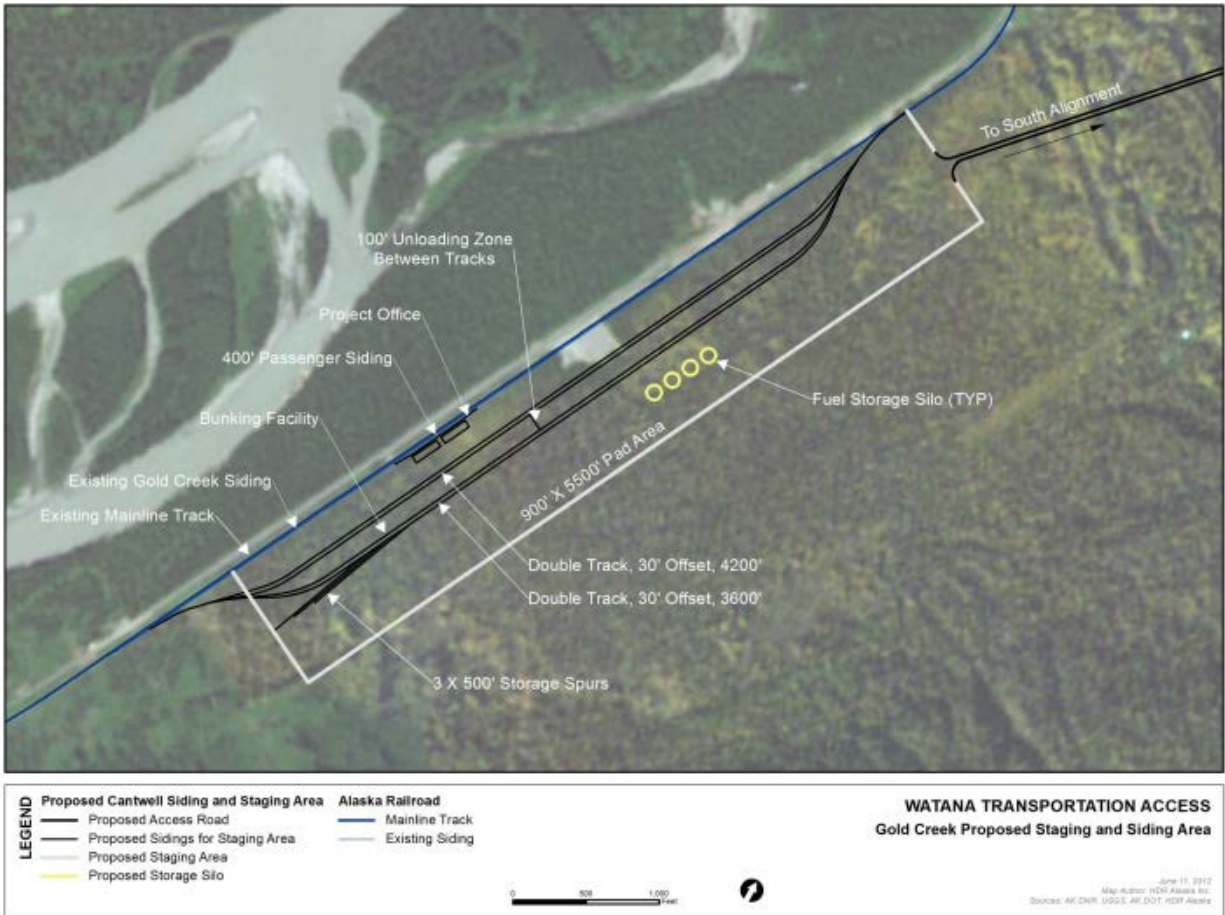 To South Alignment
100' Unloading Zone
Between Tracks
Project Office
400' Passenger Siding
Bunking Facility
Existing Gold Creek Siding
Existing Mainline Track
Fuel Storage Silo (TYP)
900' X 5500' Pad Area
Double Track, 30' Offset, 4200'
Double Track, 30' Offset, 3600'
3 X 500' Storage Spurs
LEGEND
Proposed Cantwell Siding and Staging Area
Proposed Access Road
Proposed Sidings for Staging Area
Proposed Staging Area
Proposed Storage Silo
Alaska Railroad
Mainline Track
Existing Siding
0 500 1,000
Feet
WATANA TRANSPORTATION ACCESS
Gold Creek Proposed Staging and Siding Area
June 11, 2012
Map Author: HDR Alaska Inc.
Sources: AK DNR, USGS, AK DOT, HDR Alaska